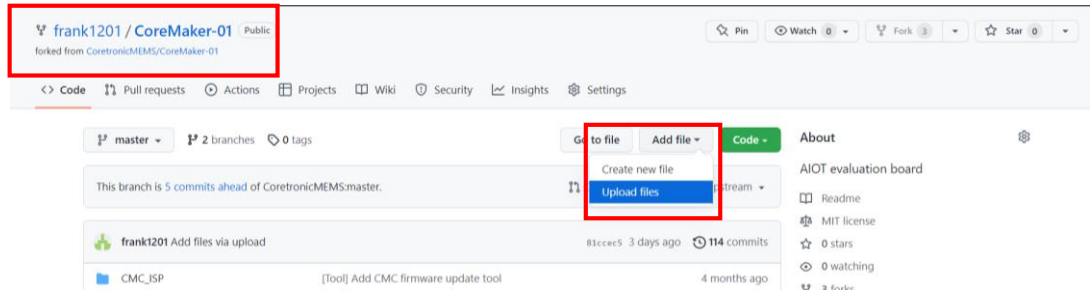 frank1201 / CoreMaker-01 Public
forked from CoretronicMEMS/CoreMaker-01
Pin
Watch 0
Fork 3
Star 0
Code
Pull requests
Actions
Projects
Wiki
Security
Insights
Settings
master
2 branches
0 tags
Go to file
Add file
Code
Create new file
Upload files
This branch is 5 commits ahead of CoretronicMEMS:master.
frank1201 Add files via upload
81ccec5 3 days ago
114 commits
CMC_ISP
[Tool] Add CMC firmware update tool
4 months ago
About
AIOT evaluation board
Readme
MIT license
0 stars
0 watching
3 forks